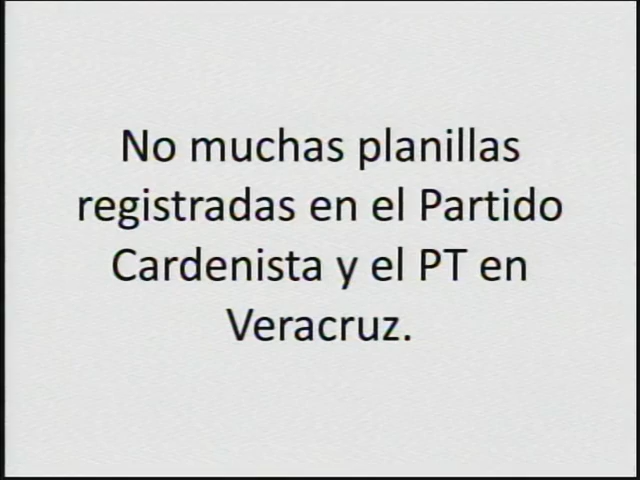 No muchas planillas
registradas en el Partido
Cardenista y el PT en
Veracruz.